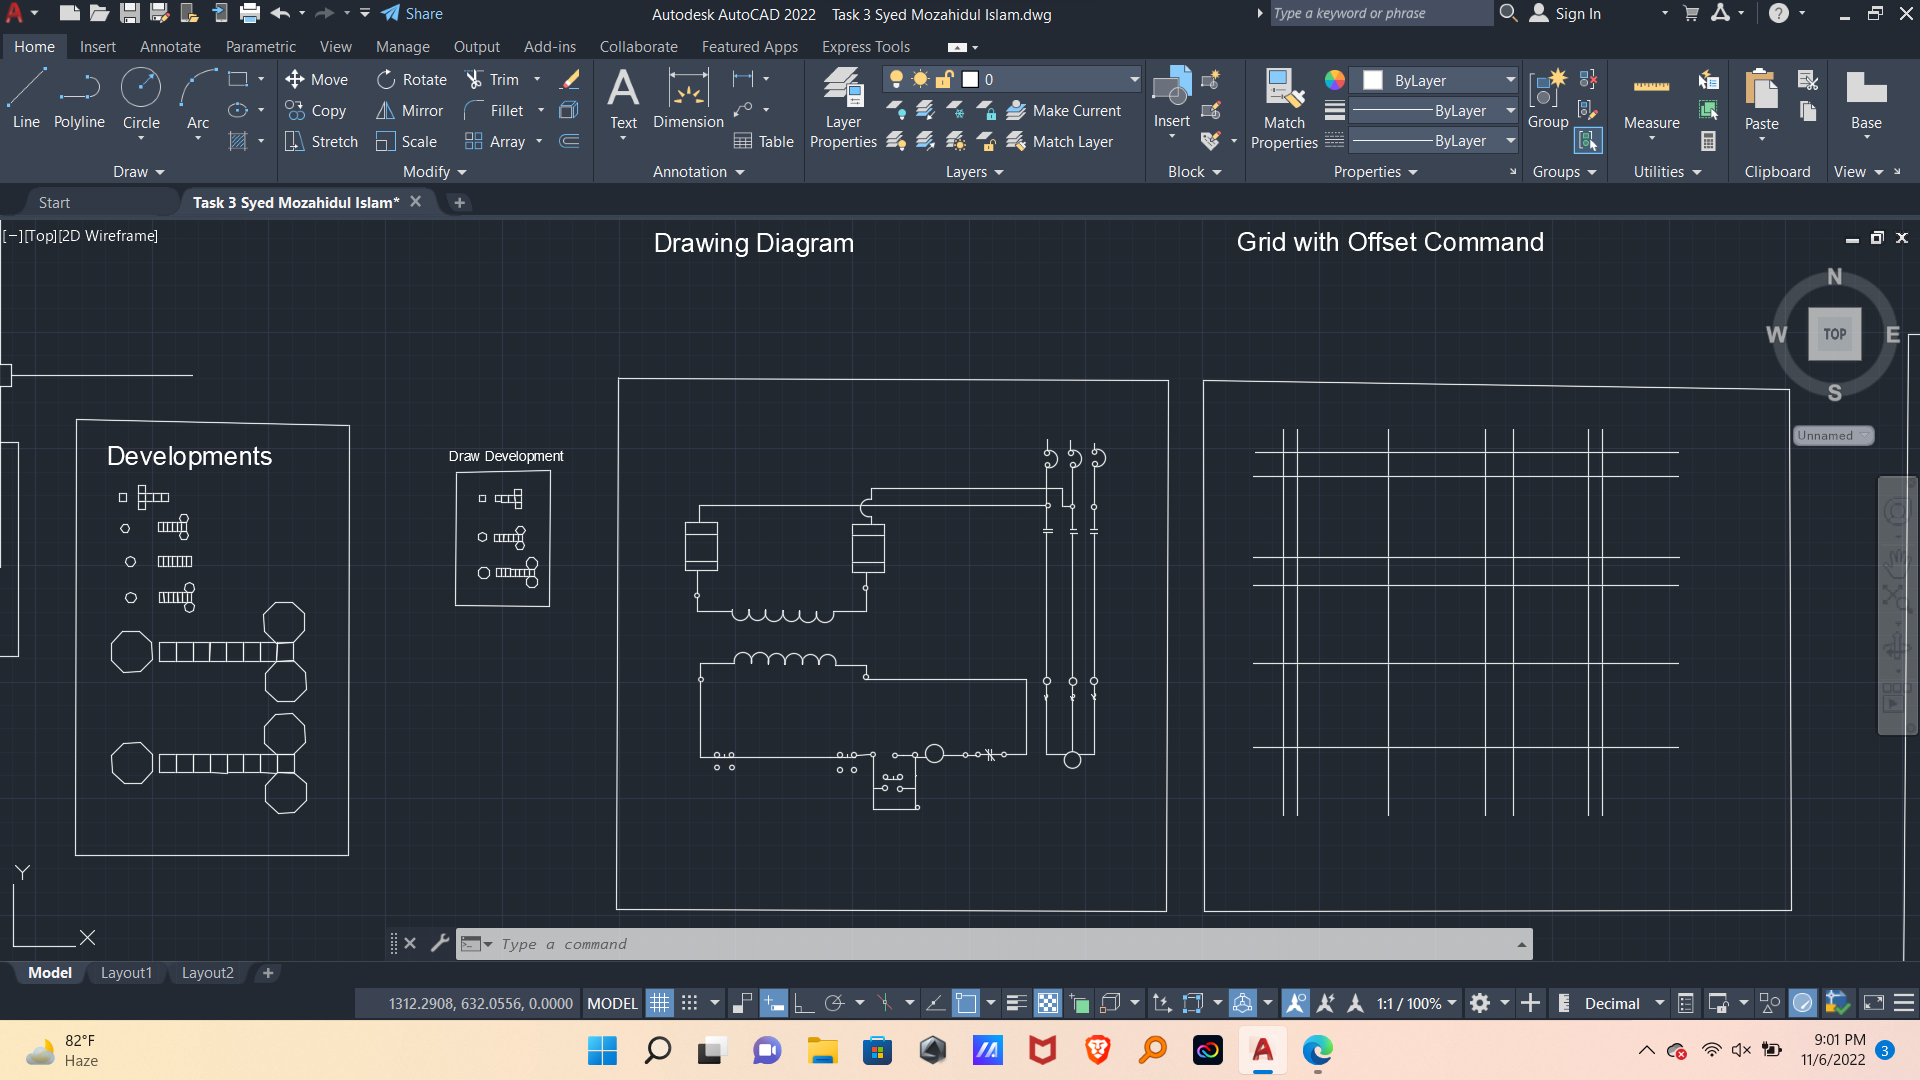 Share
Autodesk AutoCAD 2022 Task 3 Syed Mozahidul Islam.dwg
Type a keyword or phrase
Sign In
Home Insert Annotate Parametric View Manage Output Add-ins Collaborate Featured Apps Express Tools
Line Polyline Circle Arc
Draw
Move Rotate Trim
Copy Mirror Fillet
Stretch Scale Array
Modify
Text Dimension Table
Annotation
Layer Properties
0
Make Current
Match Layer
Layers
Insert
Block
Match Properties
ByLayer
ByLayer
ByLayer
Properties
Group
Groups
Measure
Utilities
Paste
Clipboard
Base
View
Start
Task 3 Syed Mozahidul Islam*
[−][Top][2D Wireframe]
Drawing Diagram
Grid with Offset Command
N
W TOP E
S
Unnamed
Developments
Draw Development
Y
X
Type a command
Model Layout1 Layout2
1312.2908, 632.0556, 0.0000 MODEL 1:1 / 100% Decimal
82°F
Haze
9:01 PM
11/6/2022
3